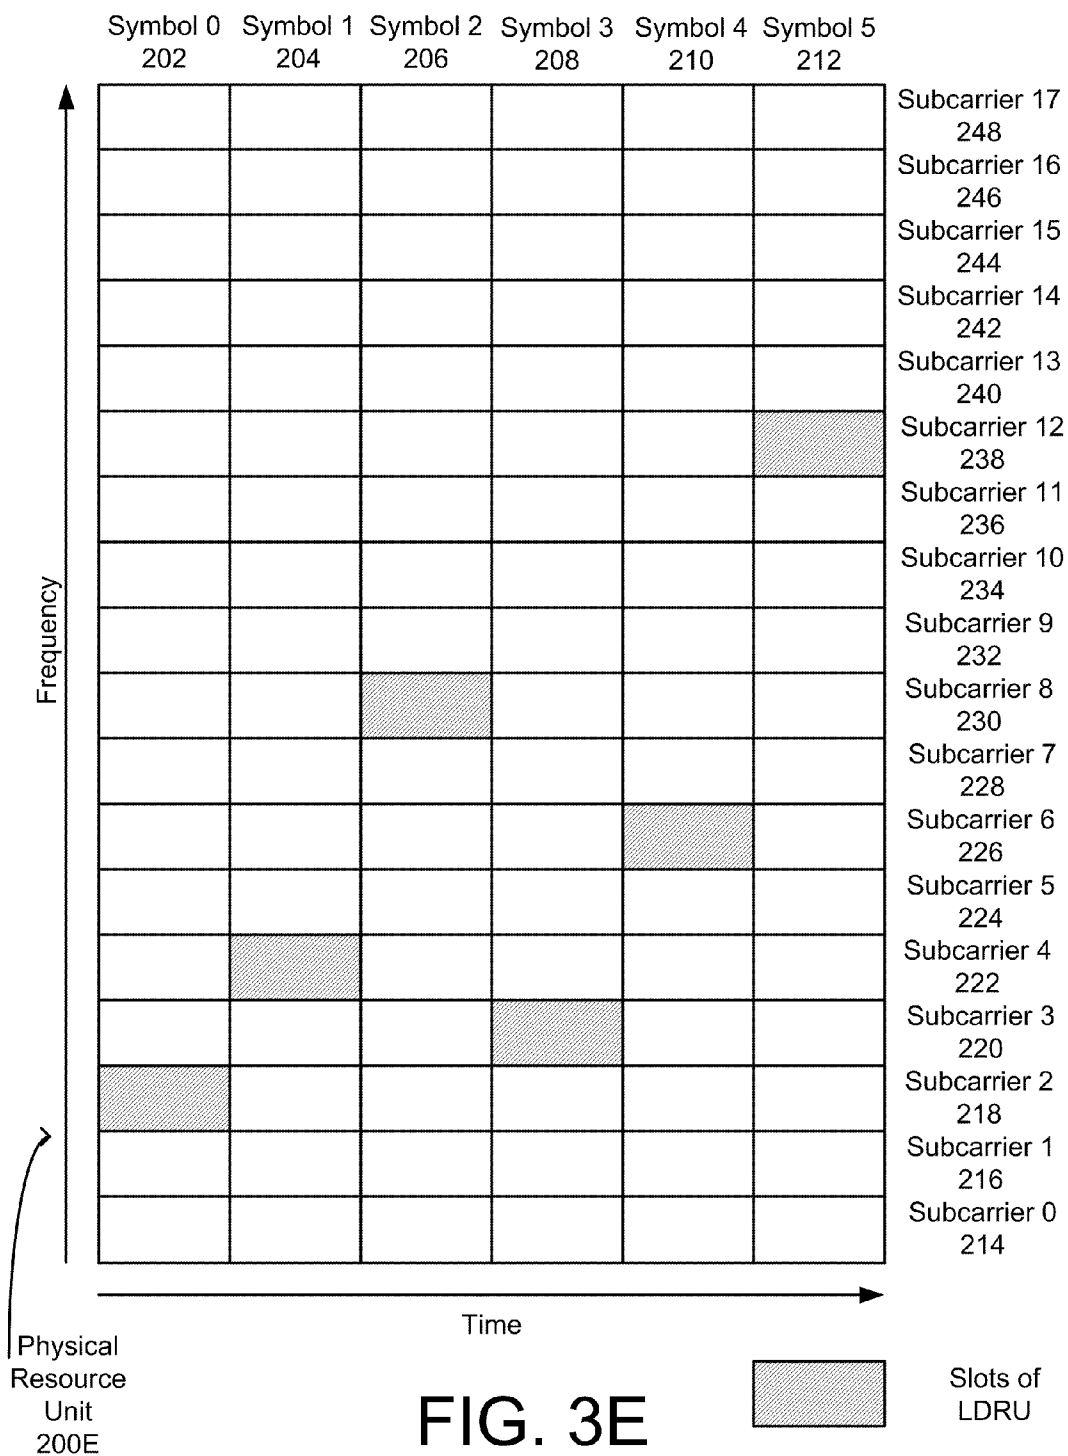 Symbol 0
202
Symbol 1
204
Symbol 2
206
Symbol 3
208
Symbol 4
210
Symbol 5
212
Subcarrier 17
248
Subcarrier 16
246
Subcarrier 15
244
Subcarrier 14
242
Subcarrier 13
240
Subcarrier 12
238
Subcarrier 11
236
Subcarrier 10
234
Subcarrier 9
232
Subcarrier 8
230
Subcarrier 7
228
Subcarrier 6
226
Subcarrier 5
224
Subcarrier 4
222
Subcarrier 3
220
Subcarrier 2
218
Subcarrier 1
216
Subcarrier 0
214
Frequency
Time
Physical
Resource
Unit
200E
FIG. 3E
Slots of
LDRU